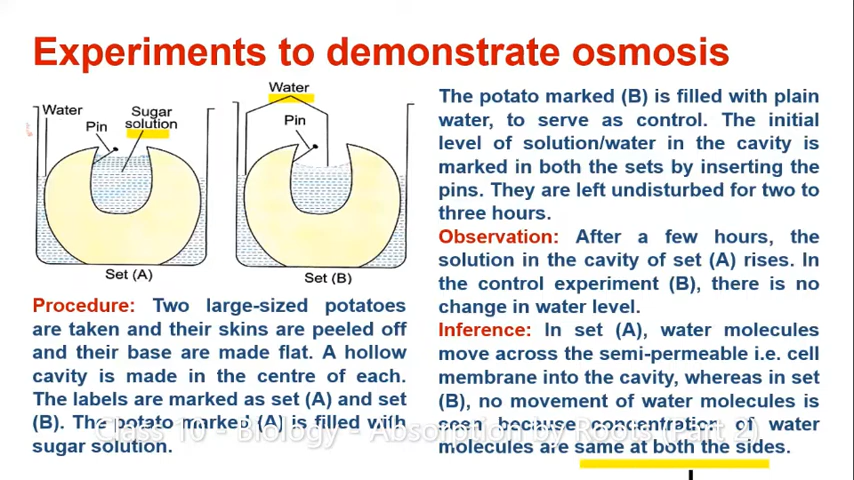 Experiments to demonstrate osmosis
Water
Pin
Sugar
solution
Set (A)
Water
Pin
Set (B)
Procedure: Two large-sized potatoes
are taken and their skins are peeled off
and their base are made flat. A hollow
cavity is made in the centre of each.
The labels are marked as set (A) and set
(B). The potato marked (A) is filled with
sugar solution.
The potato marked (B) is filled with plain
water, to serve as control. The initial
level of solution/water in the cavity is
marked in both the sets by inserting the
pins. They are left undisturbed for two to
three hours.
Observation: After a few hours, the
solution in the cavity of set (A) rises. In
the control experiment (B), there is no
change in water level.
Inference: In set (A), water molecules
move across the semi-permeable i.e. cell
membrane into the cavity, whereas in set
(B), no movement of water molecules is
seen because concentration of water
molecules are same at both the sides.
Class 10 - Biology - Absorption by Roots (Part 2)